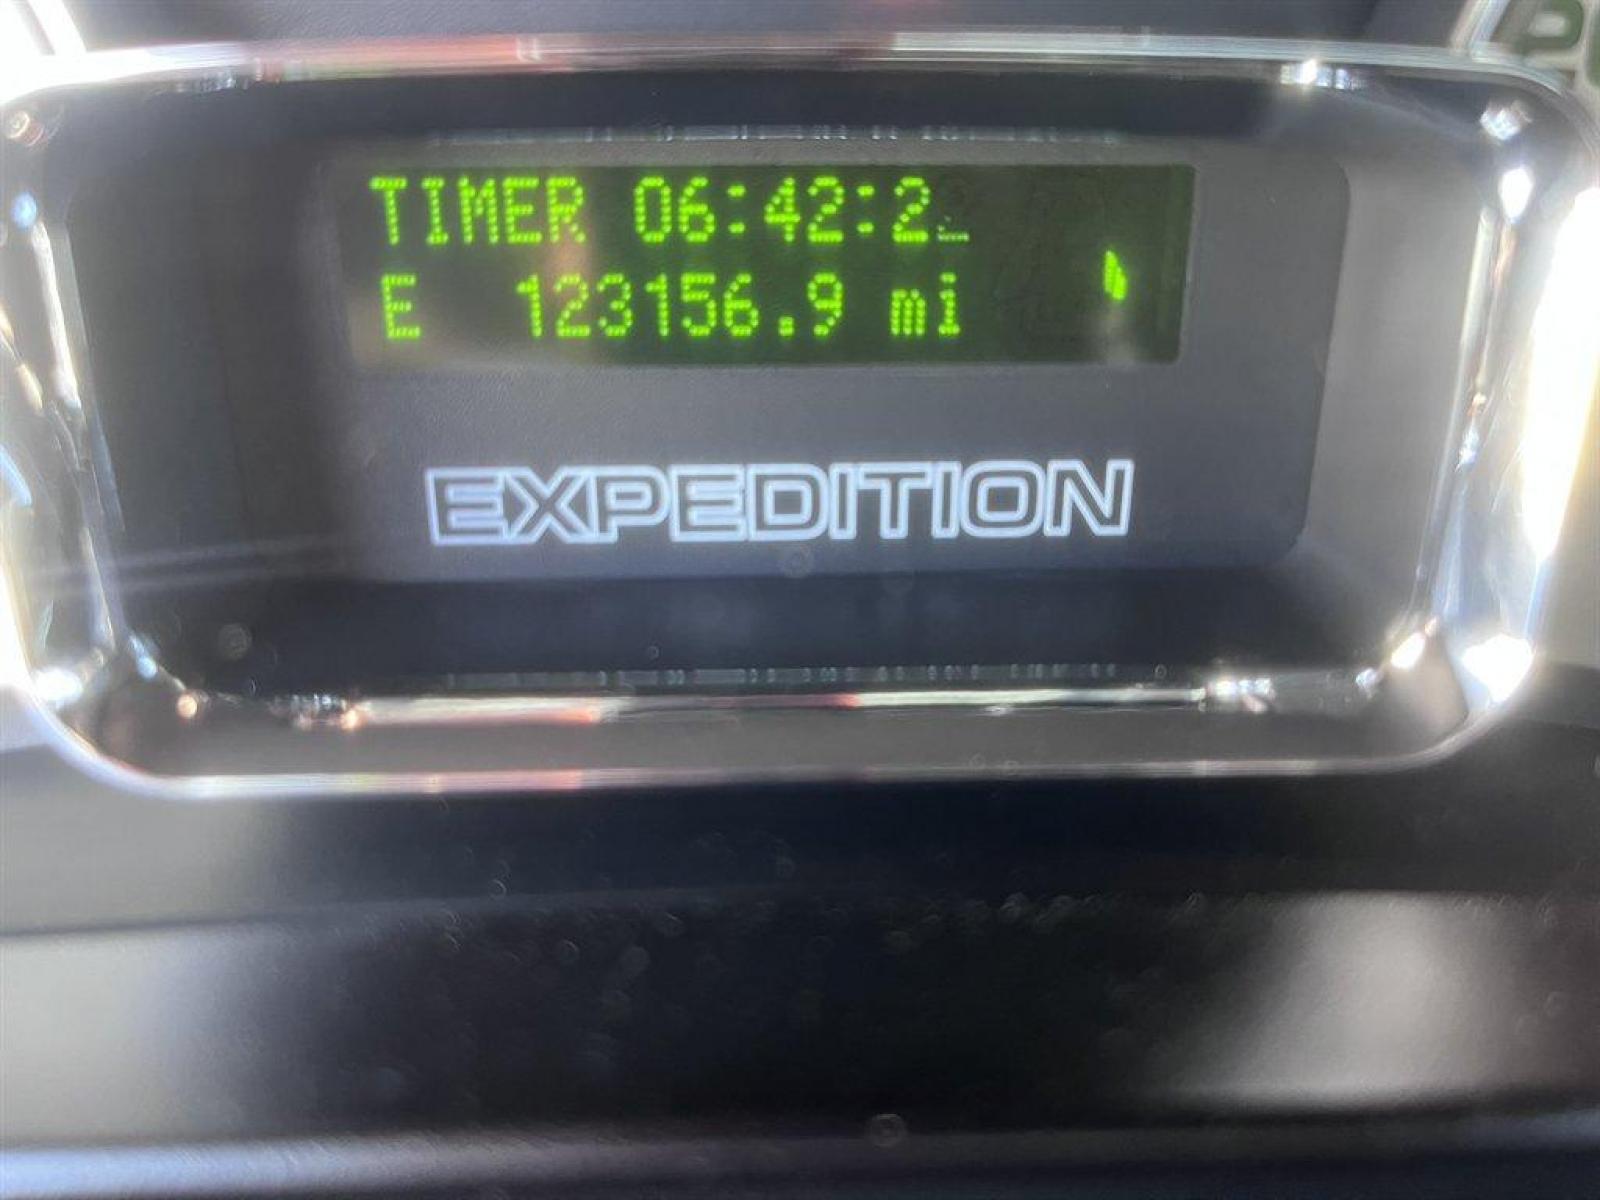 TIMER 06:42:2
E 123156.9 mi
EXPEDITION